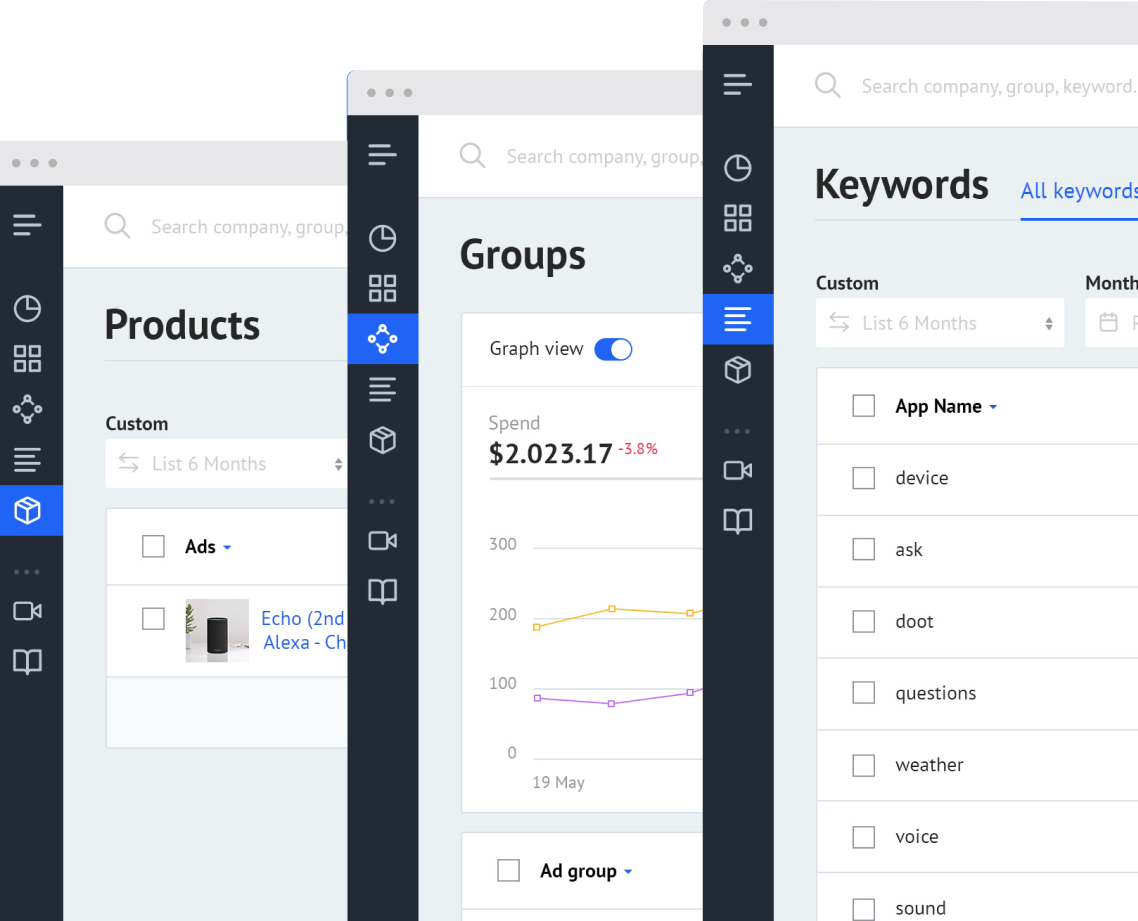 Search company, group,
Products
Custom
List 6 Months
Ads
Echo (2nd
Alexa - Ch
Search company, group,
Groups
Graph view
Spend
$2.023.17 -3.8%
300
200
100
0
19 May
Ad group
Search company, group, keyword.
Keywords
All keywords
Custom
Month
List 6 Months
App Name
device
ask
doot
questions
weather
voice
sound